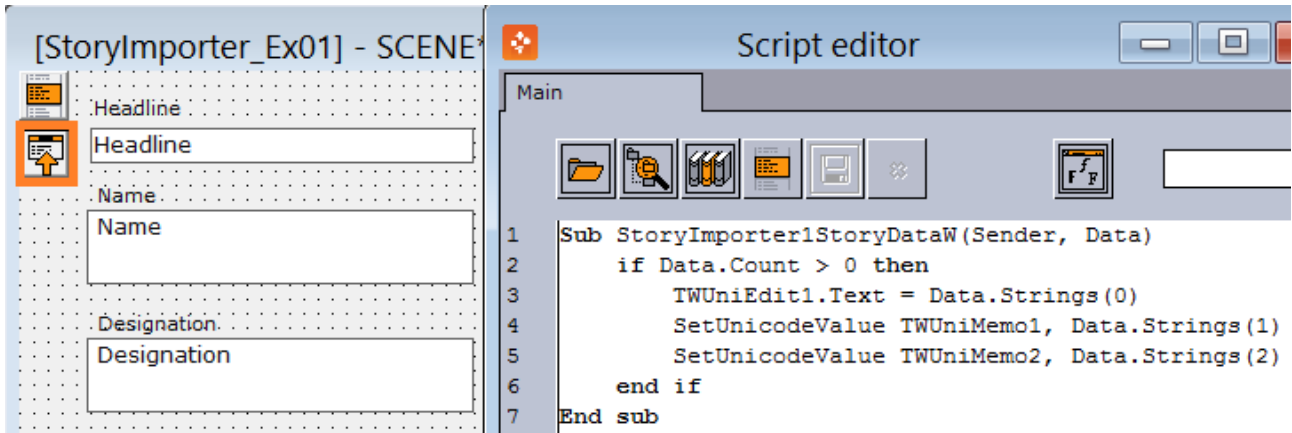 [StoryImporter_Ex01] - SCENE*
Headline
Headline
Name
Name
Designation
Designation
Script editor
Main
1 Sub StoryImporter1StoryDataW(Sender, Data)
2 if Data.Count > 0 then
3 TWUniEdit1.Text = Data.Strings(0)
4 SetUnicodeValue TWUniMemo1, Data.Strings(1)
5 SetUnicodeValue TWUniMemo2, Data.Strings(2)
6 end if
7 End sub